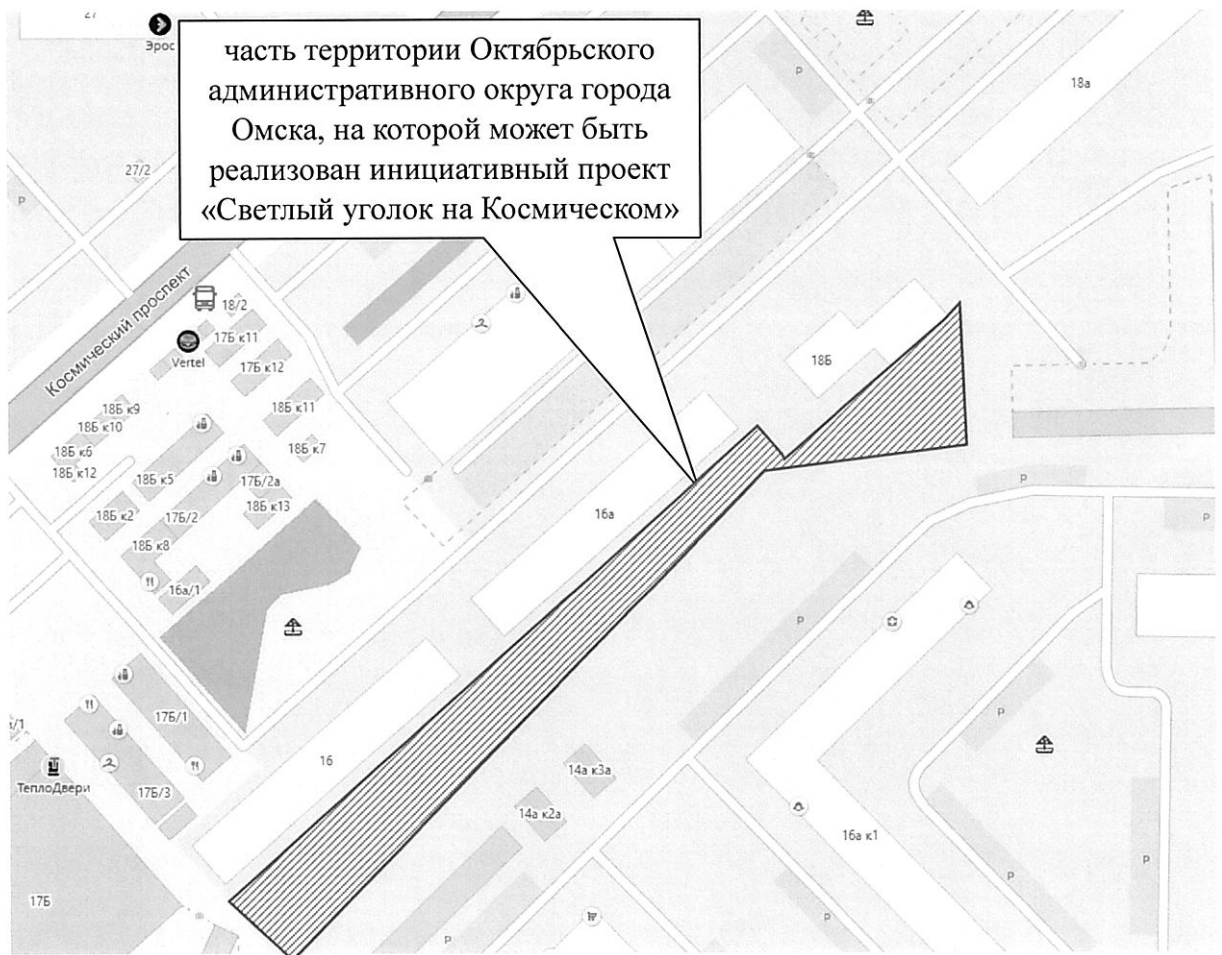 27
Эрос
часть территории Октябрьского
административного округа города
Омска, на которой может быть
реализован инициативный проект
«Светлый уголок на Космическом»
P
18а
27/2
P
Космический проспект
18/2
Vertel
17Б к11
17Б к12
18Б к9
18Б к10
18Б к6
18Б к12
18Б к11
18Б к7
18Б к5
17Б/2а
18Б к2
17Б/2
18Б к13
18Б к8
16а/1
18Б
16а
P
P
P
17Б/1
/1
16
P
ТеплоДвери
17Б/3
14а к3а
14а к2а
16а к1
P
17Б
P
P
P